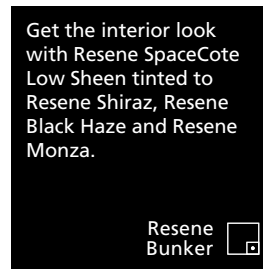 Get the interior look
with Resene SpaceCote
Low Sheen tinted to
Resene Shiraz, Resene
Black Haze and Resene
Monza.
Resene
Bunker